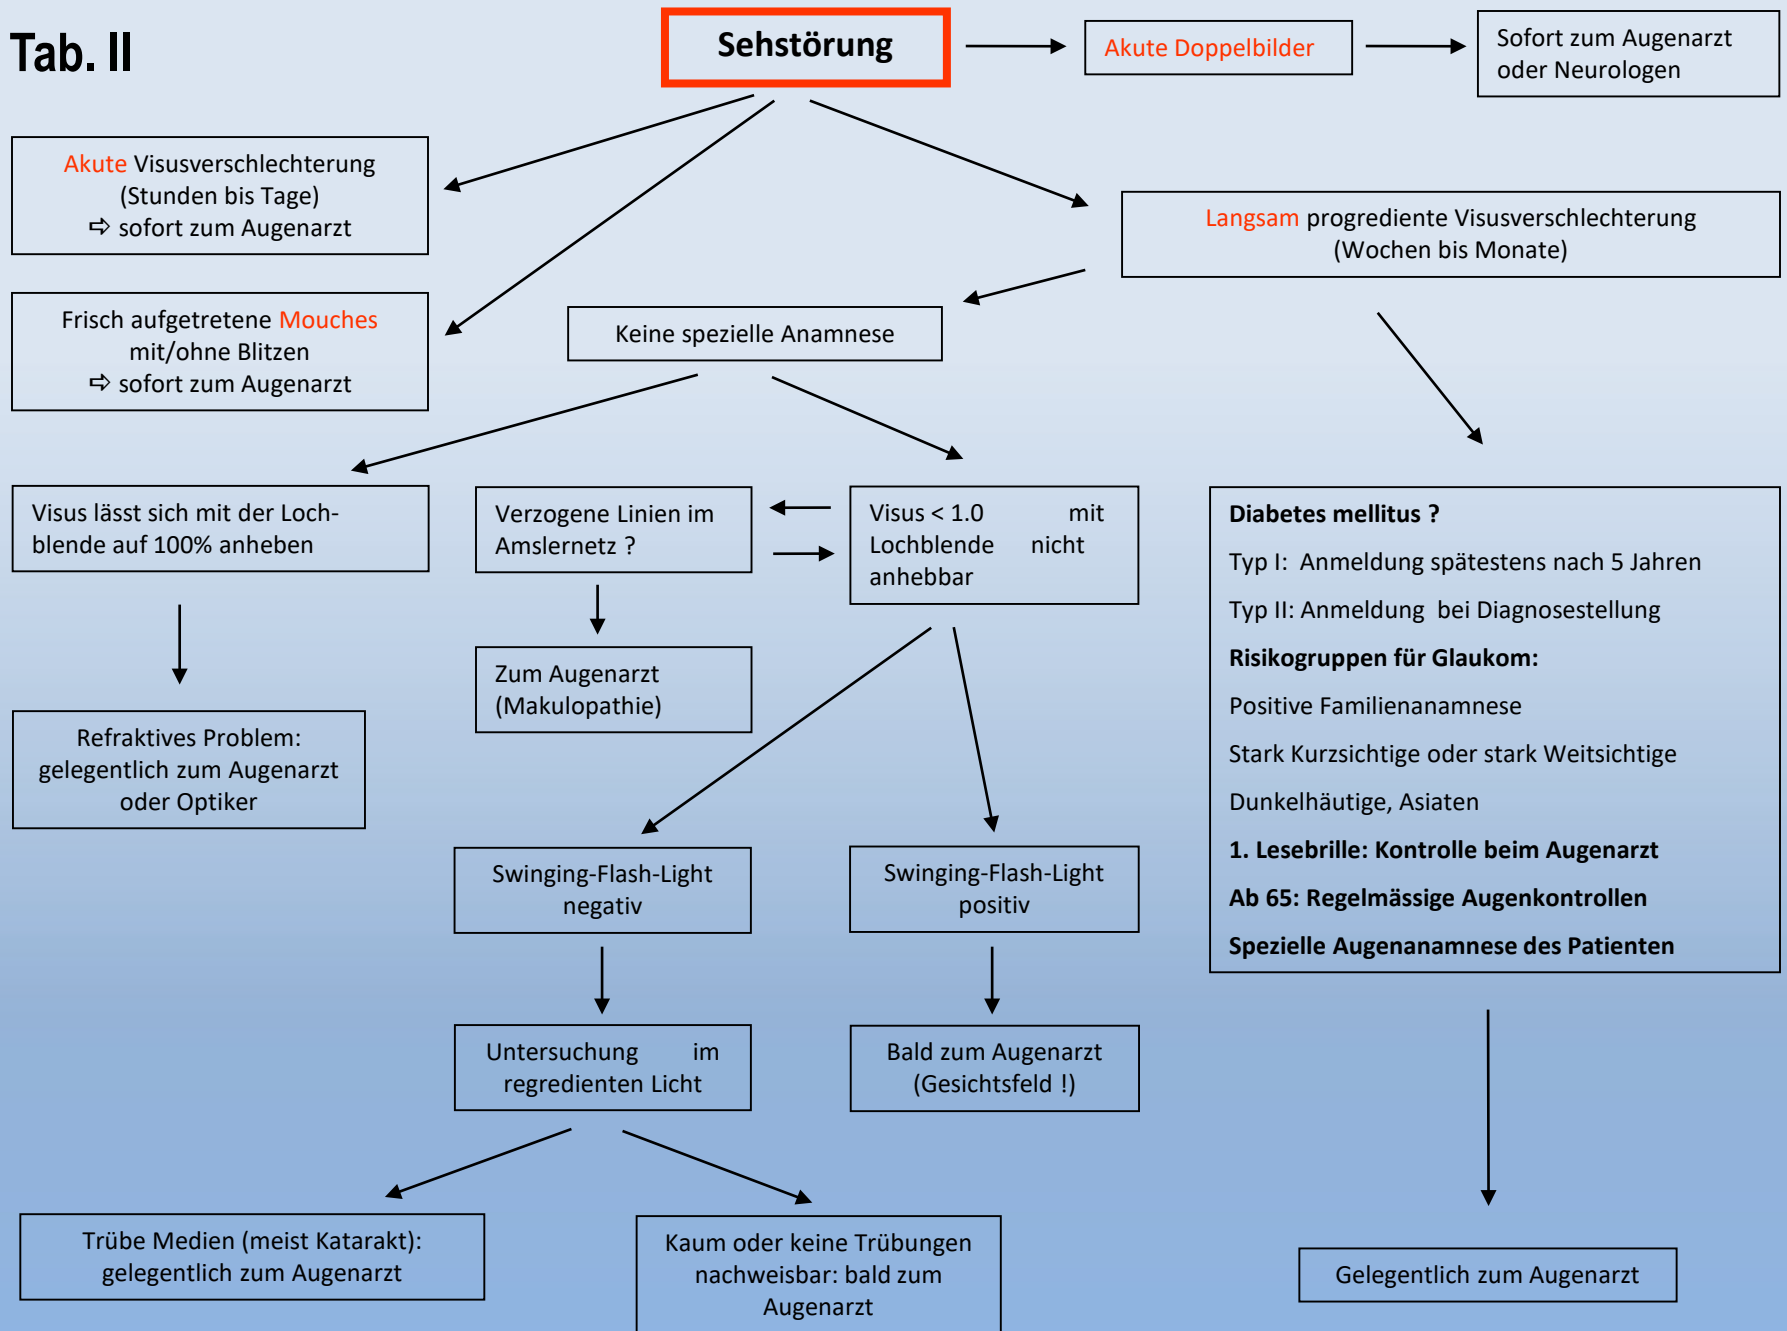 Tab. II
Sehstörung
Akute Doppelbilder
Sofort zum Augenarzt
oder Neurologen
Akute Visusverschlechterung
(Stunden bis Tage)
⇨ sofort zum Augenarzt
Langsam progrediente Visusverschlechterung
(Wochen bis Monate)
Frisch aufgetretene Mouches
mit/ohne Blitzen
⇨ sofort zum Augenarzt
Keine spezielle Anamnese
Visus lässt sich mit der Loch-
blende auf 100% anheben
Verzogene Linien im
Amslernetz ?
Visus < 1.0 mit
Lochblende nicht
anhebbar
Diabetes mellitus ?
Typ I: Anmeldung spätestens nach 5 Jahren
Typ II: Anmeldung bei Diagnosestellung
Risikogruppen für Glaukom:
Positive Familienanamnese
Stark Kurzsichtige oder stark Weitsichtige
Dunkelhäutige, Asiaten
1. Lesebrille: Kontrolle beim Augenarzt
Ab 65: Regelmässige Augenkontrollen
Spezielle Augenanamnese des Patienten
Zum Augenarzt
(Makulopathie)
Refraktives Problem:
gelegentlich zum Augenarzt
oder Optiker
Swinging-Flash-Light
negativ
Swinging-Flash-Light
positiv
Untersuchung im
regredienten Licht
Bald zum Augenarzt
(Gesichtsfeld !)
Trübe Medien (meist Katarakt):
gelegentlich zum Augenarzt
Kaum oder keine Trübungen
nachweisbar: bald zum
Augenarzt
Gelegentlich zum Augenarzt